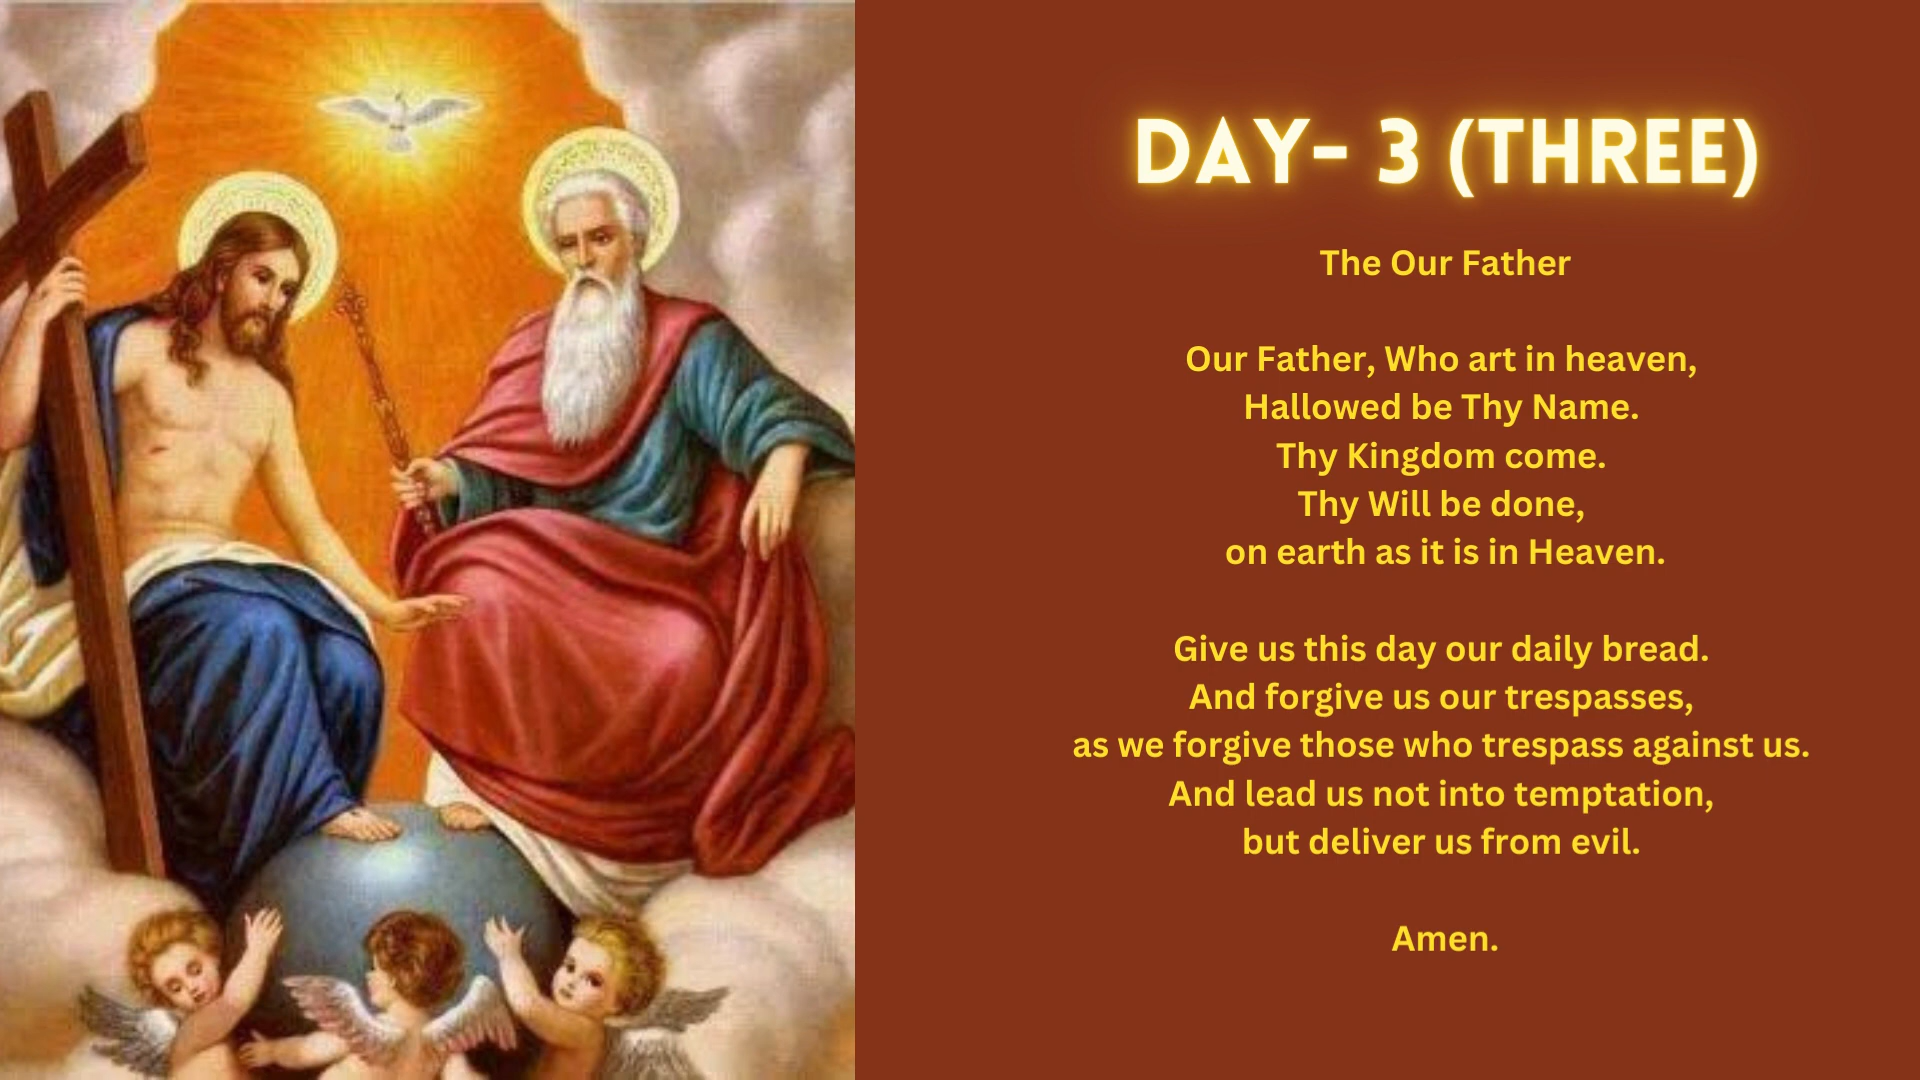 DAY- 3 (THREE)
The Our Father
Our Father, Who art in heaven,
Hallowed be Thy Name.
Thy Kingdom come.
Thy Will be done,
on earth as it is in Heaven.
Give us this day our daily bread.
And forgive us our trespasses,
as we forgive those who trespass against us.
And lead us not into temptation,
but deliver us from evil.
Amen.